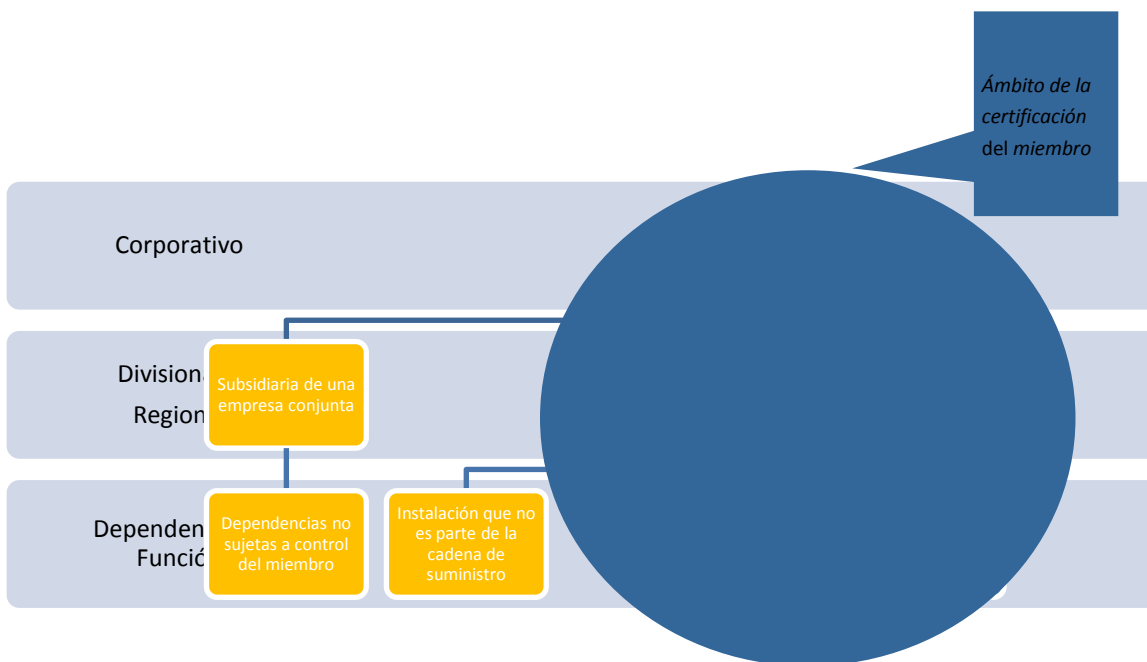 Ámbito de la
certificación
del miembro
Corporativo
Subsidiaria de una
empresa conjunta
Dependencias no
sujetas a control
del miembro
Instalación que no
es parte de la
cadena de
suministro